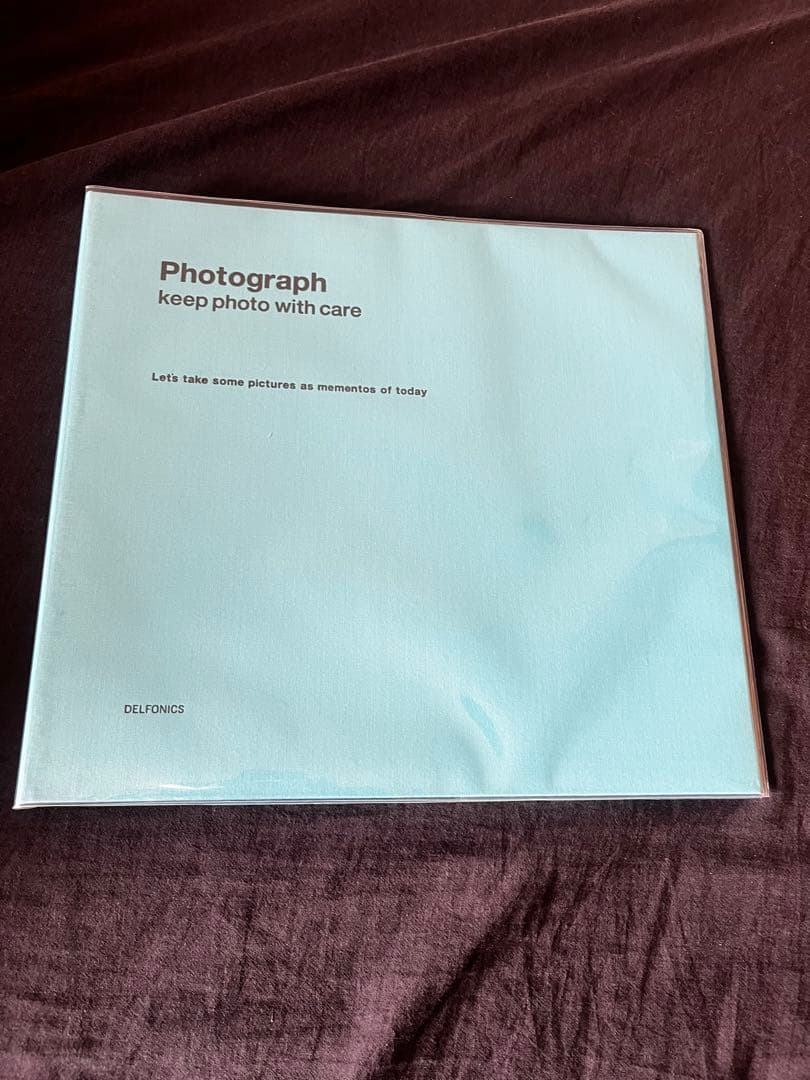 Photograph
keep photo with care
Let's take some pictures as mementos of today
DELFONICS